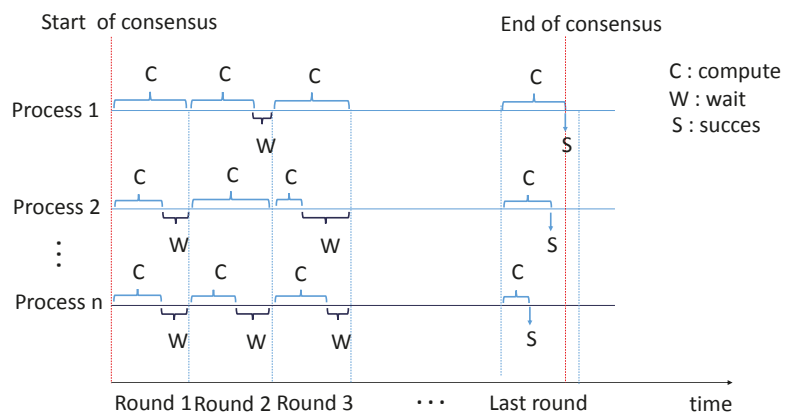 Start of consensus
End of consensus
C C C C
C : compute
W : wait
S : succes
Process 1
W S
C C C C
Process 2
W W S
⋮
C C C C
Process n
W W W S
Round 1 Round 2 Round 3 ... Last round time